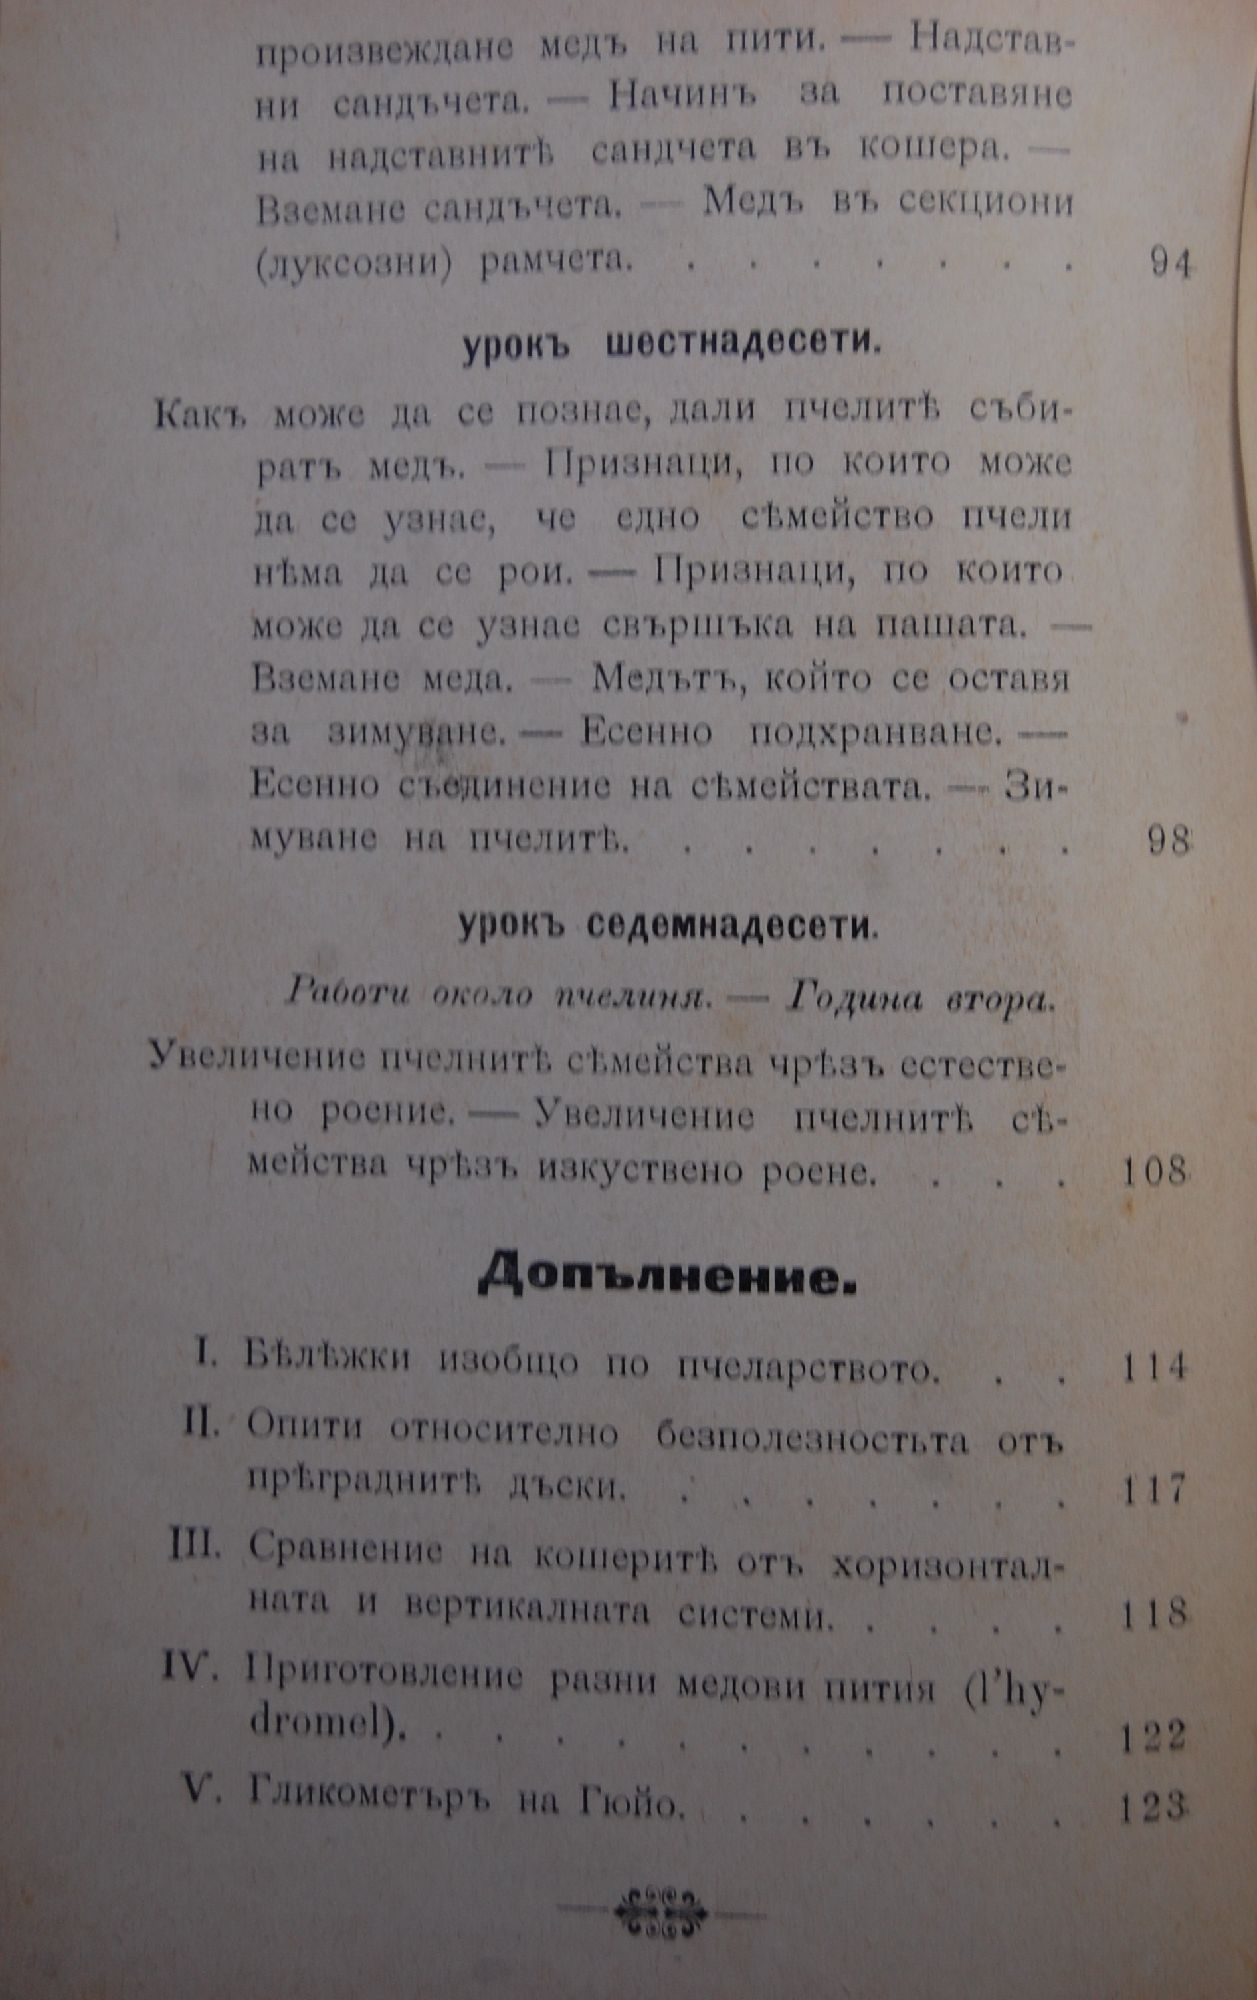 произвеждане медъ на пити. — Надстав-
ни сандъчета. — Начинъ за поставяне
на надставнитѣ сандчета въ кошера. —
Вземане сандъчета. — Медъ въ секциони
(луксозни) рамчета. . . . . . . . 94
урокъ шестнадесети.
Какъ може да се познае, дали пчелитѣ съби-
ратъ медъ. — Признаци, по които може
да се узнае, че едно сѣмейство пчели
нѣма да се рои. — Признаци, по които
може да се узнае свършъка на пашата. —
Вземане меда. — Медътъ, който се оставя
за зимуване. — Есенно подхранване. —
Есенно съединение на сѣмействата. — Зи-
муване на пчелитѣ. . . . . . . . 98
урокъ седемнадесети.
Работи около пчелиня. — Година втора.
Увеличение пчелнитѣ сѣмейства чрѣзъ естестве-
но роение. — Увеличение пчелнитѣ сѣ-
мейства чрѣзъ изкуствено роене. . . . 108
Допълнение.
I. Бѣлѣжки изобщо по пчеларството. . . 114
II. Опити относително безполезностьта отъ
прѣграднитѣ дъски. . . . . . . . 117
III. Сравнение на кошеритѣ отъ хоризонтал-
ната и вертикалната системи. . . . . 118
IV. Приготовление разни медови пития (l'hy-
dromel). . . . . . . . . . . . 122
V. Гликометъръ на Гюйо. . . . . . . 123